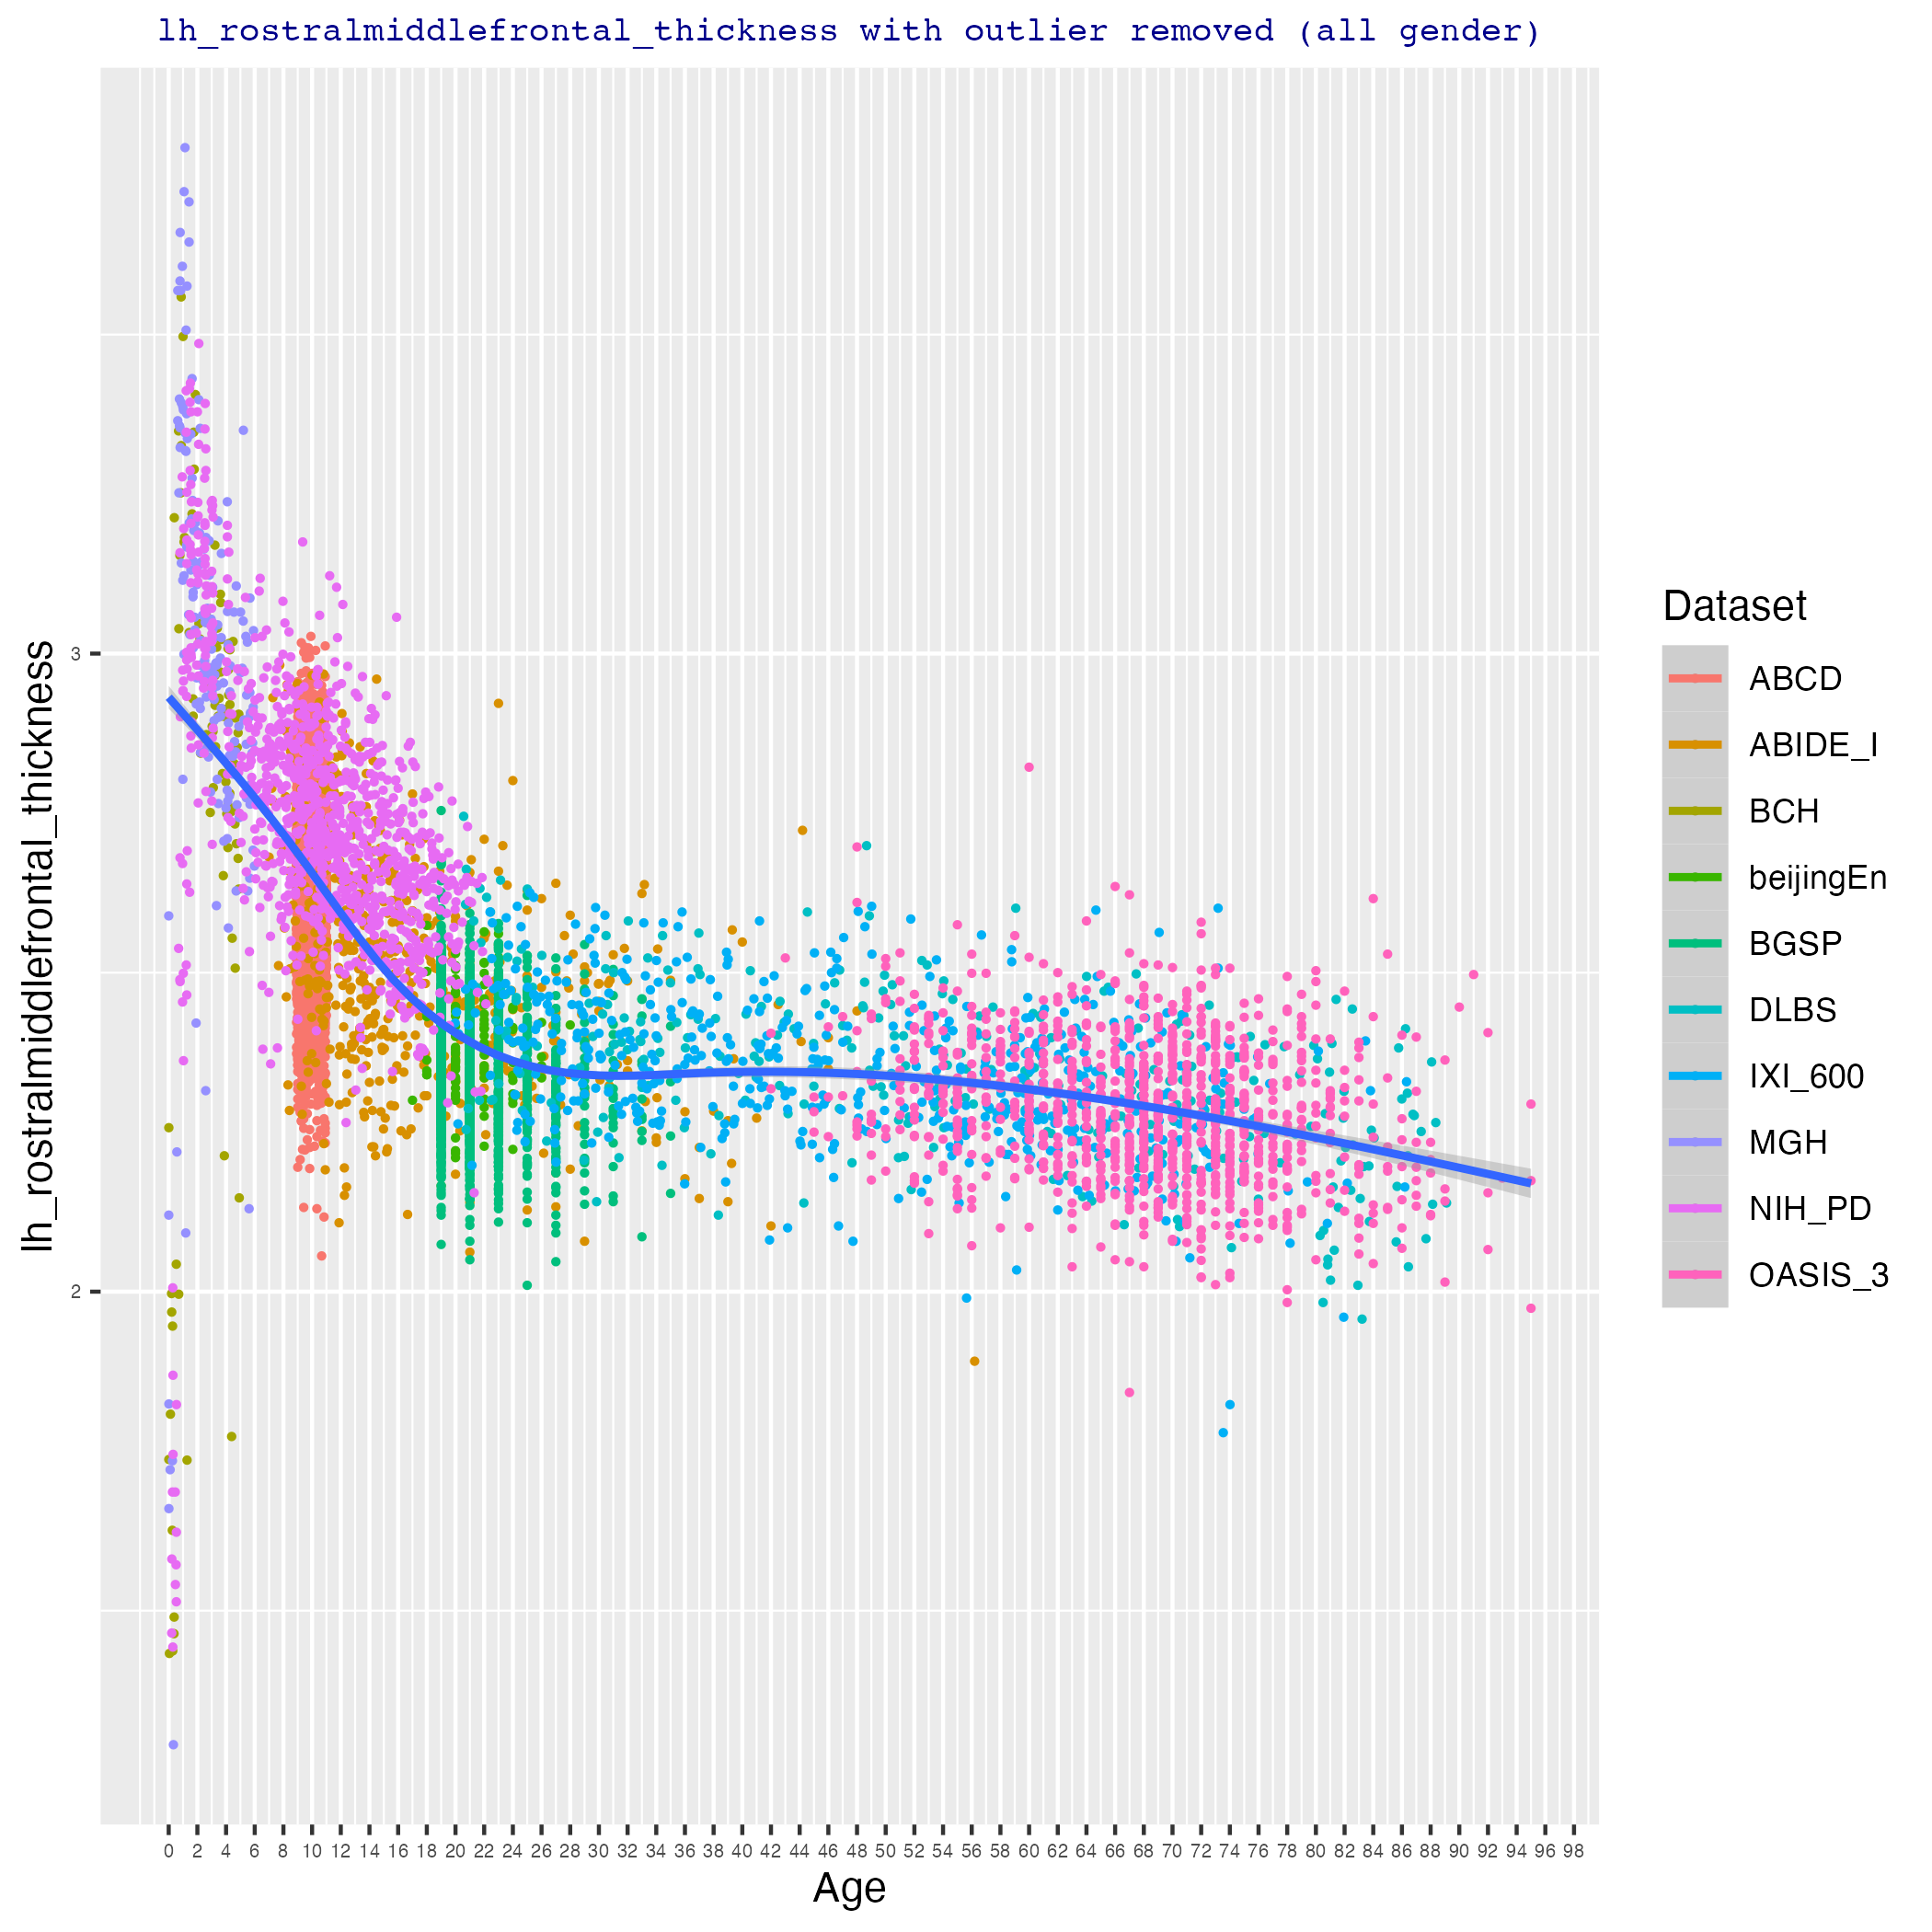 lh_rostralmiddlefrontal_thickness with outlier removed (all gender)
lh_rostralmiddlefrontal_thickness
3
2
0 2 4 6 8 10 12 14 16 18 20 22 24 26 28 30 32 34 36 38 40 42 44 46 48 50 52 54 56 58 60 62 64 66 68 70 72 74 76 78 80 82 84 86 88 90 92 94 96 98
Age
Dataset
ABCD
ABIDE_I
BCH
beijingEn
BGSP
DLBS
IXI_600
MGH
NIH_PD
OASIS_3